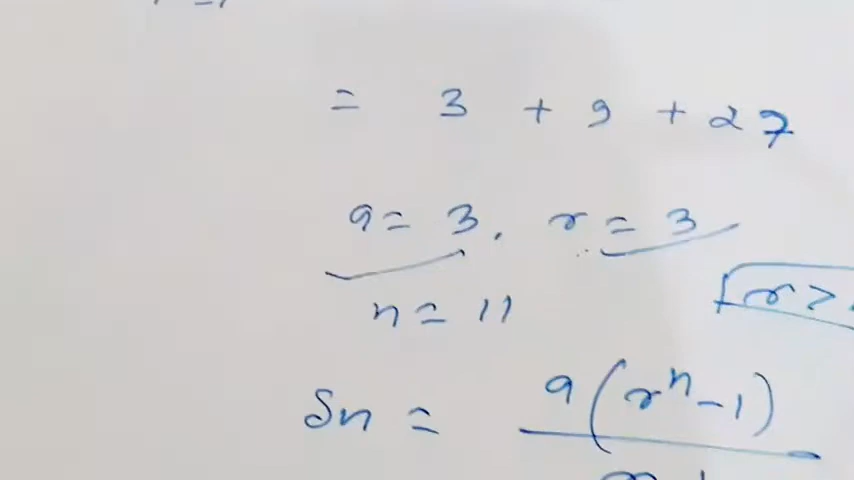 = 3 + 9 + 27
a = 3, r = 3
n = 11
r >
Sn = a(r^n - 1)